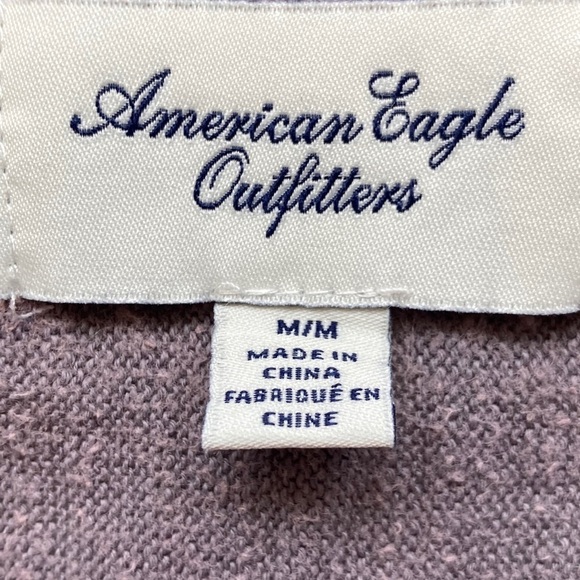 American Eagle
Outfitters
M/M
MADE IN
CHINA
FABRIQUÉ EN
CHINE